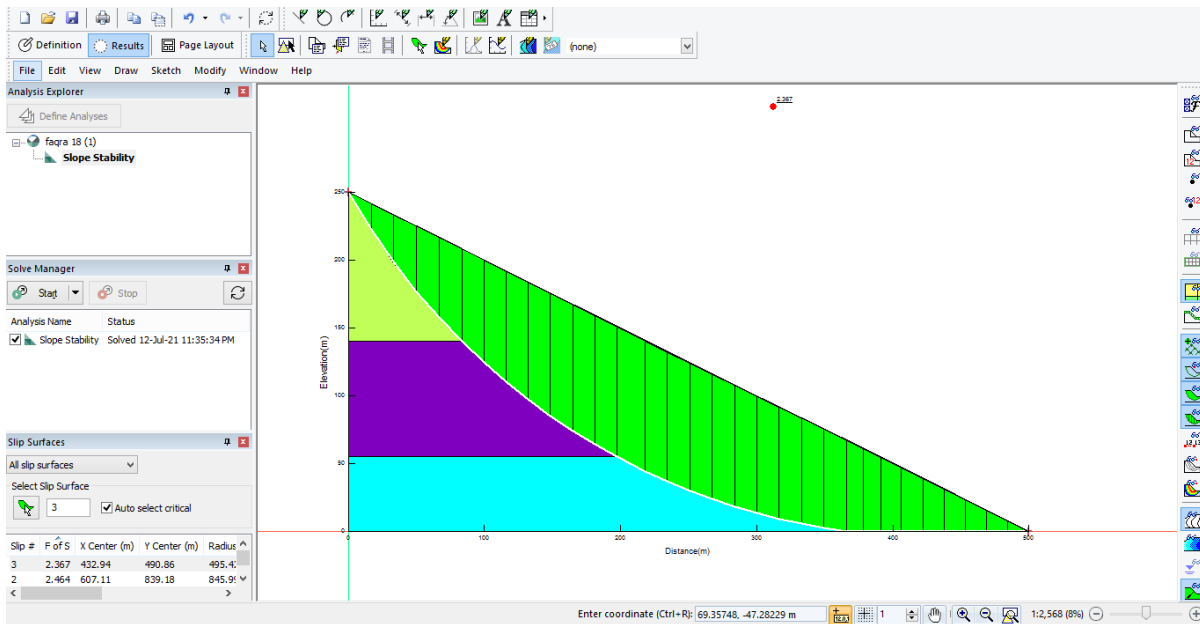 Definition Results Page Layout (none)
File Edit View Draw Sketch Modify Window Help
Analysis Explorer
Define Analyses
faqra 18 (1)
Slope Stability
Solve Manager
Start Stop
Analysis Name Status
Slope Stability Solved 12-Jul-21 11:35:34 PM
Slip Surfaces
All slip surfaces
Select Slip Surface
3 Auto select critical
Slip # F of S X Center (m) Y Center (m) Radius
3 2.367 432.94 490.86 495.4
2 2.464 607.11 839.18 845.9
2.367
Elevation(m)
250
200
150
100
50
0
0 100 200 300 400 500
Distance(m)
Enter coordinate (Ctrl+R): 69.35748, -47.28229 m 1 1:2,568 (8%)